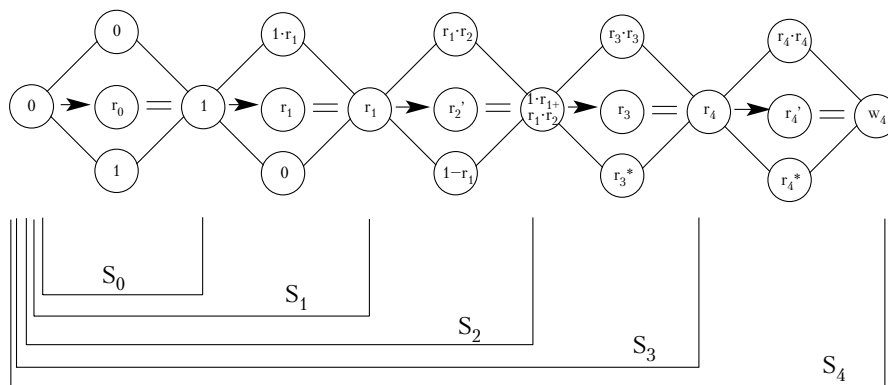 0 1·r₁ r₁·r₂ r₃·r₃ r₄·r₄
0 r₀ = 1 r₁ = r₁ r₂' = 1·r₁₊ r₃ = r₄ r₄' = w₄
r₁·r₂
1 0 1−r₁ r₃* r₄*
S₀
S₁
S₂
S₃
S₄